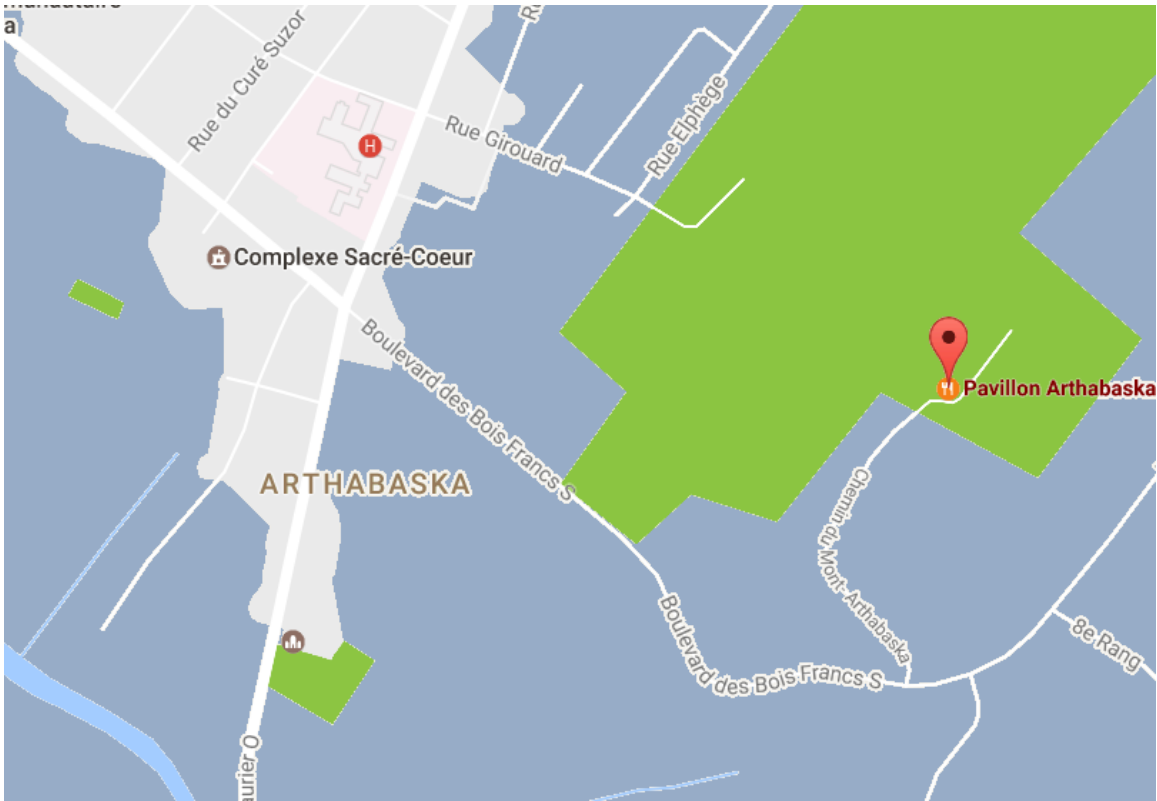 a
Rue du Curé Suzor
H
Rue Girouard
Rue Elphège
Complexe Sacré-Coeur
Boulevard des Bois Francs S
Pavillon Arthabaska
ARTHABASKA
Chemin du Mont-Arthabaska
Boulevard des Bois Francs S
8e Rang
aurier O